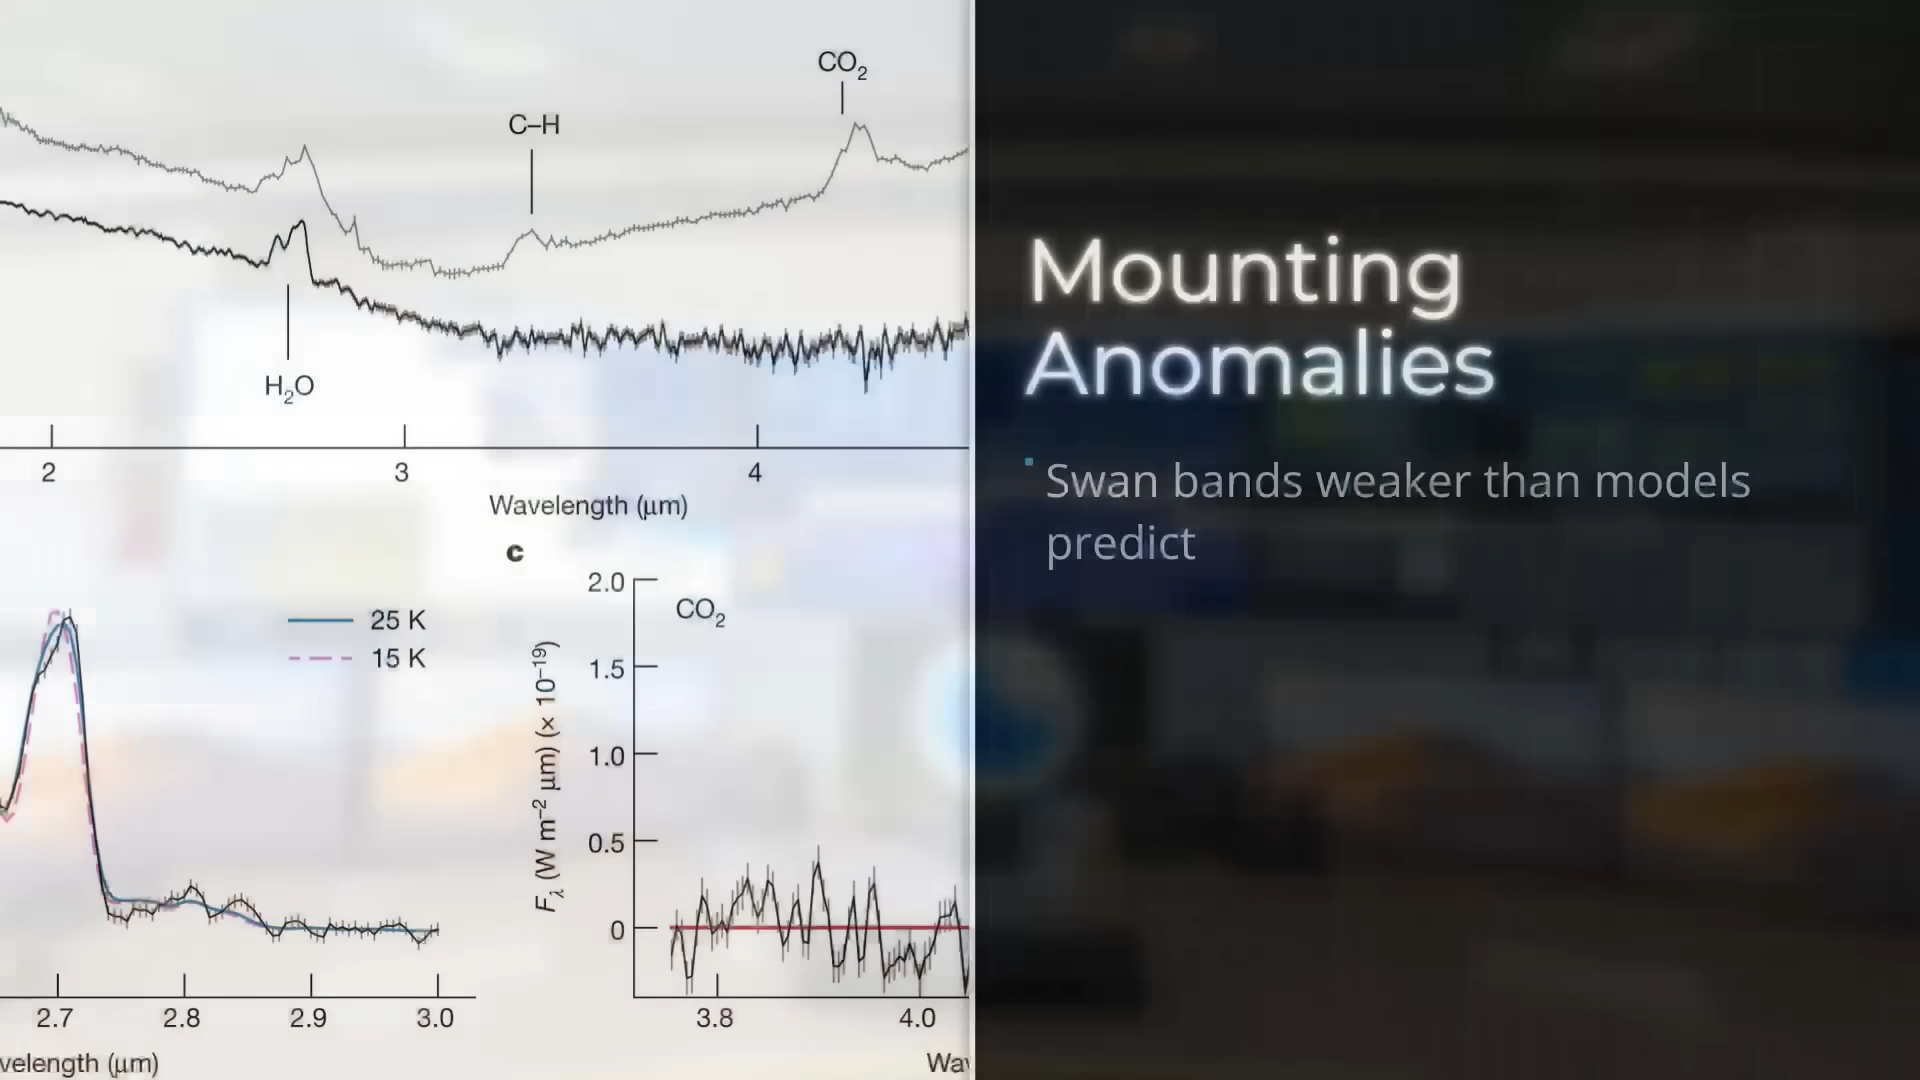 CO2
C–H
H2O
2 3 4
Wavelength (μm)
c
25 K
15 K
2.7 2.8 2.9 3.0
velength (μm)
2.0
1.5
1.0
0.5
0
CO2
Fλ (W m−2 μm) (× 10−19)
3.8 4.0
Wav
Mounting
Anomalies
Swan bands weaker than models
predict